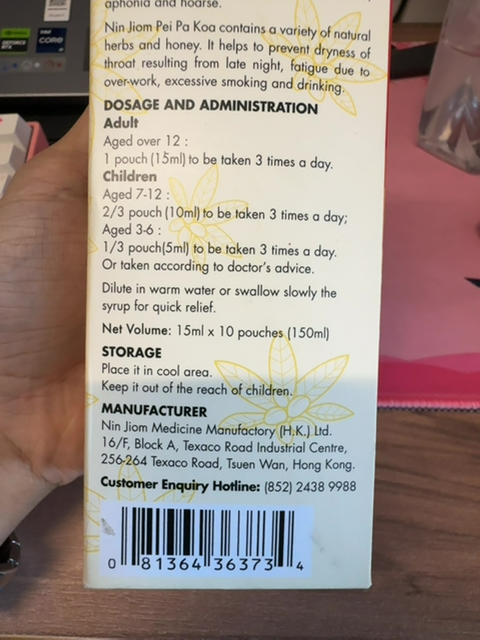 aphonia and hoarse.
Nin Jiom Pei Pa Koa contains a variety of natural
herbs and honey. It helps to prevent dryness of
throat resulting from late night, fatigue due to
over-work, excessive smoking and drinking.
DOSAGE AND ADMINISTRATION
Adult
Aged over 12 :
1 pouch (15ml) to be taken 3 times a day.
Children
Aged 7-12 :
2/3 pouch (10ml) to be taken 3 times a day;
Aged 3-6 :
1/3 pouch(5ml) to be taken 3 times a day.
Or taken according to doctor's advice.
Dilute in warm water or swallow slowly the
syrup for quick relief.
Net Volume: 15ml x 10 pouches (150ml)
STORAGE
Place it in cool area.
Keep it out of the reach of children.
MANUFACTURER
Nin Jiom Medicine Manufactory (H.K.) Ltd.
16/F, Block A, Texaco Road Industrial Centre,
256-264 Texaco Road, Tsuen Wan, Hong Kong.
Customer Enquiry Hotline: (852) 2438 9988
0 81364 36373 4
NVIDIA
GEFORCE
RTX
intel
CORE